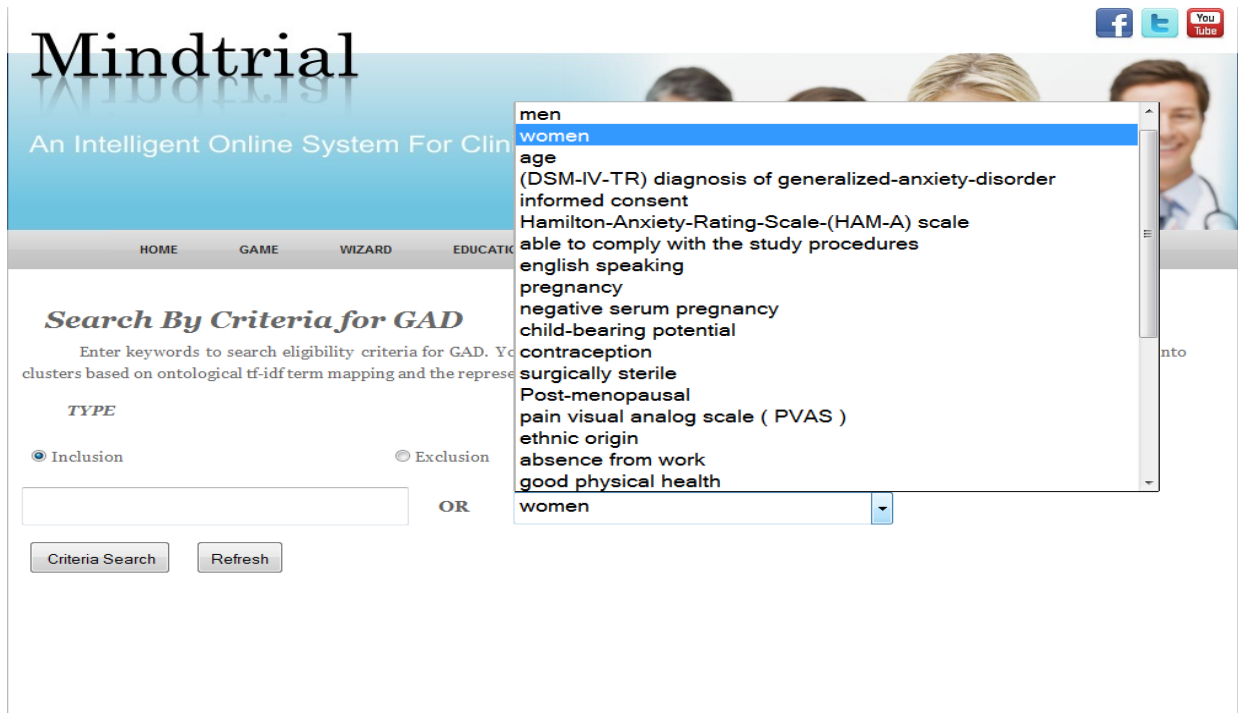 Mindtrial
You
Tube
An Intelligent Online System For Clin
HOME GAME WIZARD EDUCATIO
men
women
age
(DSM-IV-TR) diagnosis of generalized-anxiety-disorder
informed consent
Hamilton-Anxiety-Rating-Scale-(HAM-A) scale
able to comply with the study procedures
english speaking
pregnancy
negative serum pregnancy
child-bearing potential
contraception
surgically sterile
Post-menopausal
pain visual analog scale ( PVAS )
ethnic origin
absence from work
good physical health
Search By Criteria for GAD
Enter keywords to search eligibility criteria for GAD. Yo nto
clusters based on ontological tf-idf term mapping and the represe
TYPE
Inclusion Exclusion
OR women
Criteria Search Refresh